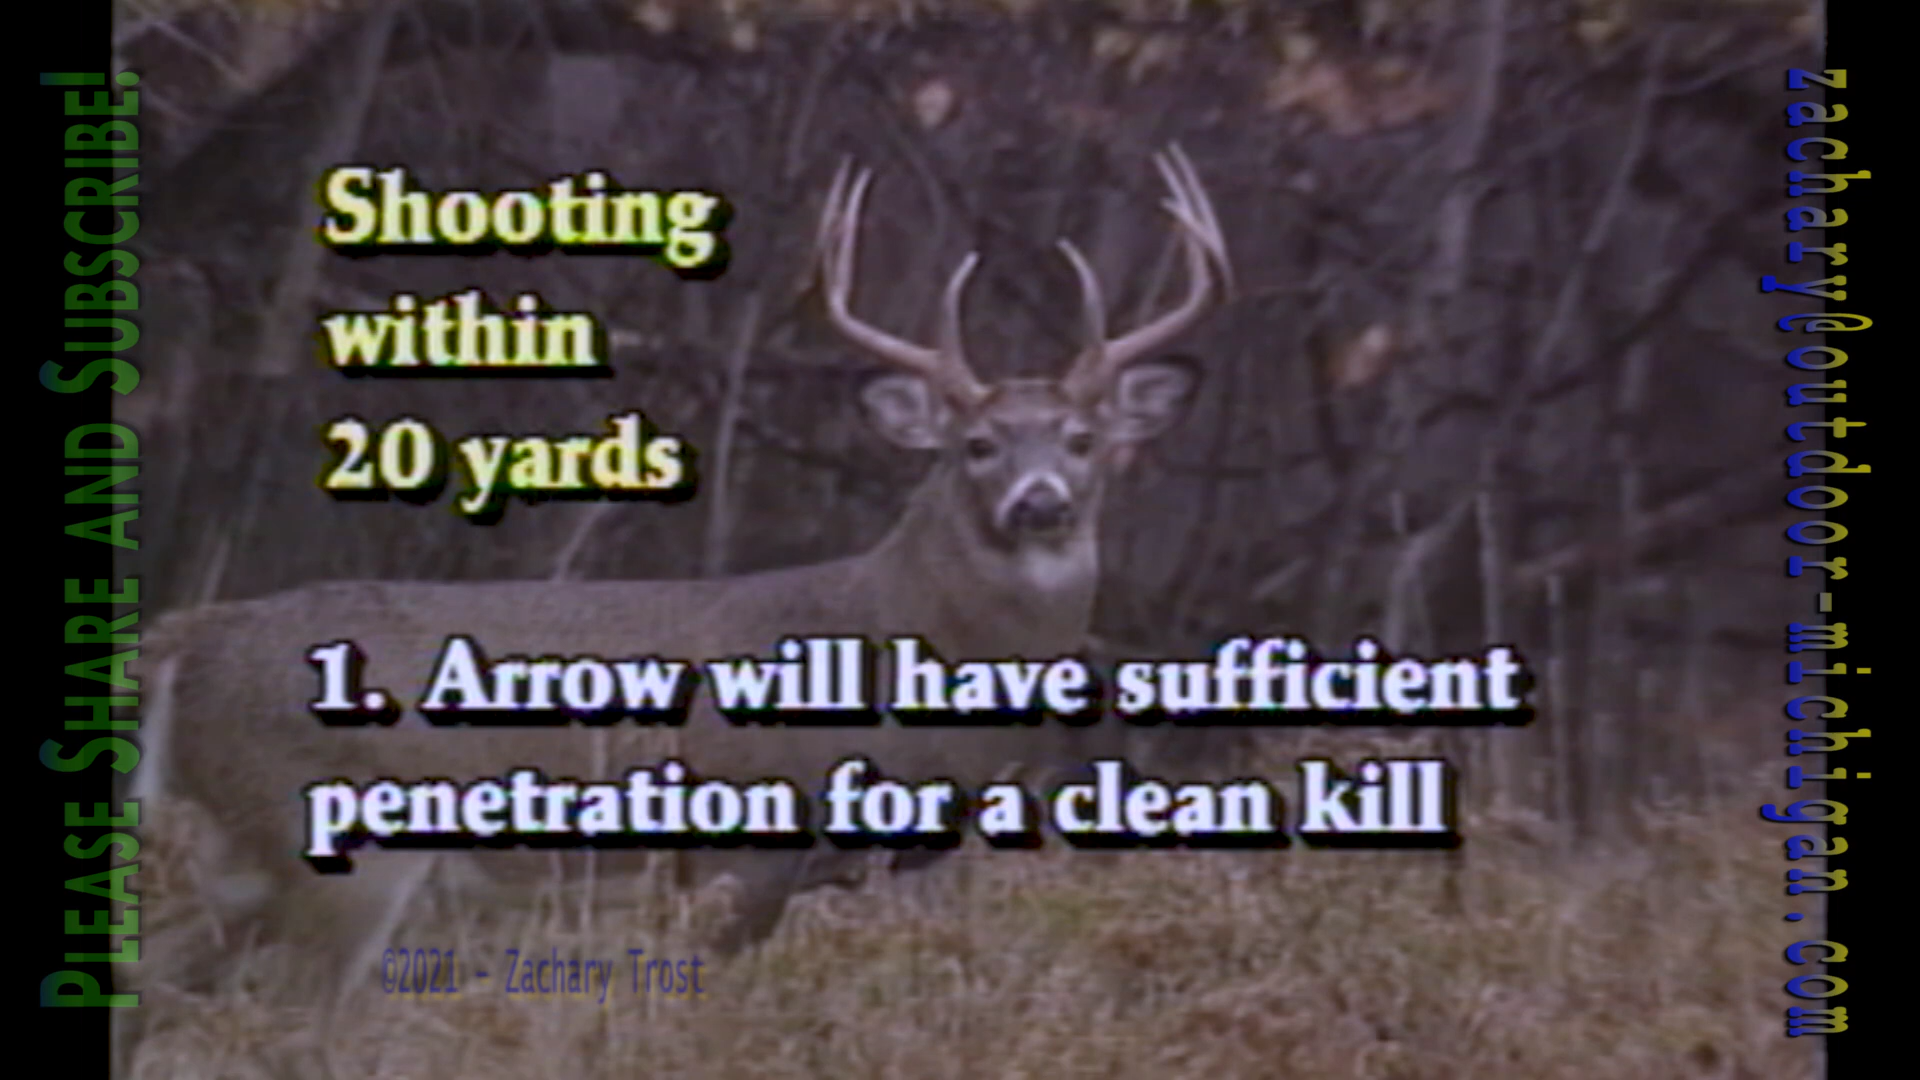 Shooting
within
20 yards
1. Arrow will have sufficient
penetration for a clean kill
©2021 - Zachary Trost
PLEASE SHARE AND SUBSCRIBE!
zachary@outdoor-michigan.com